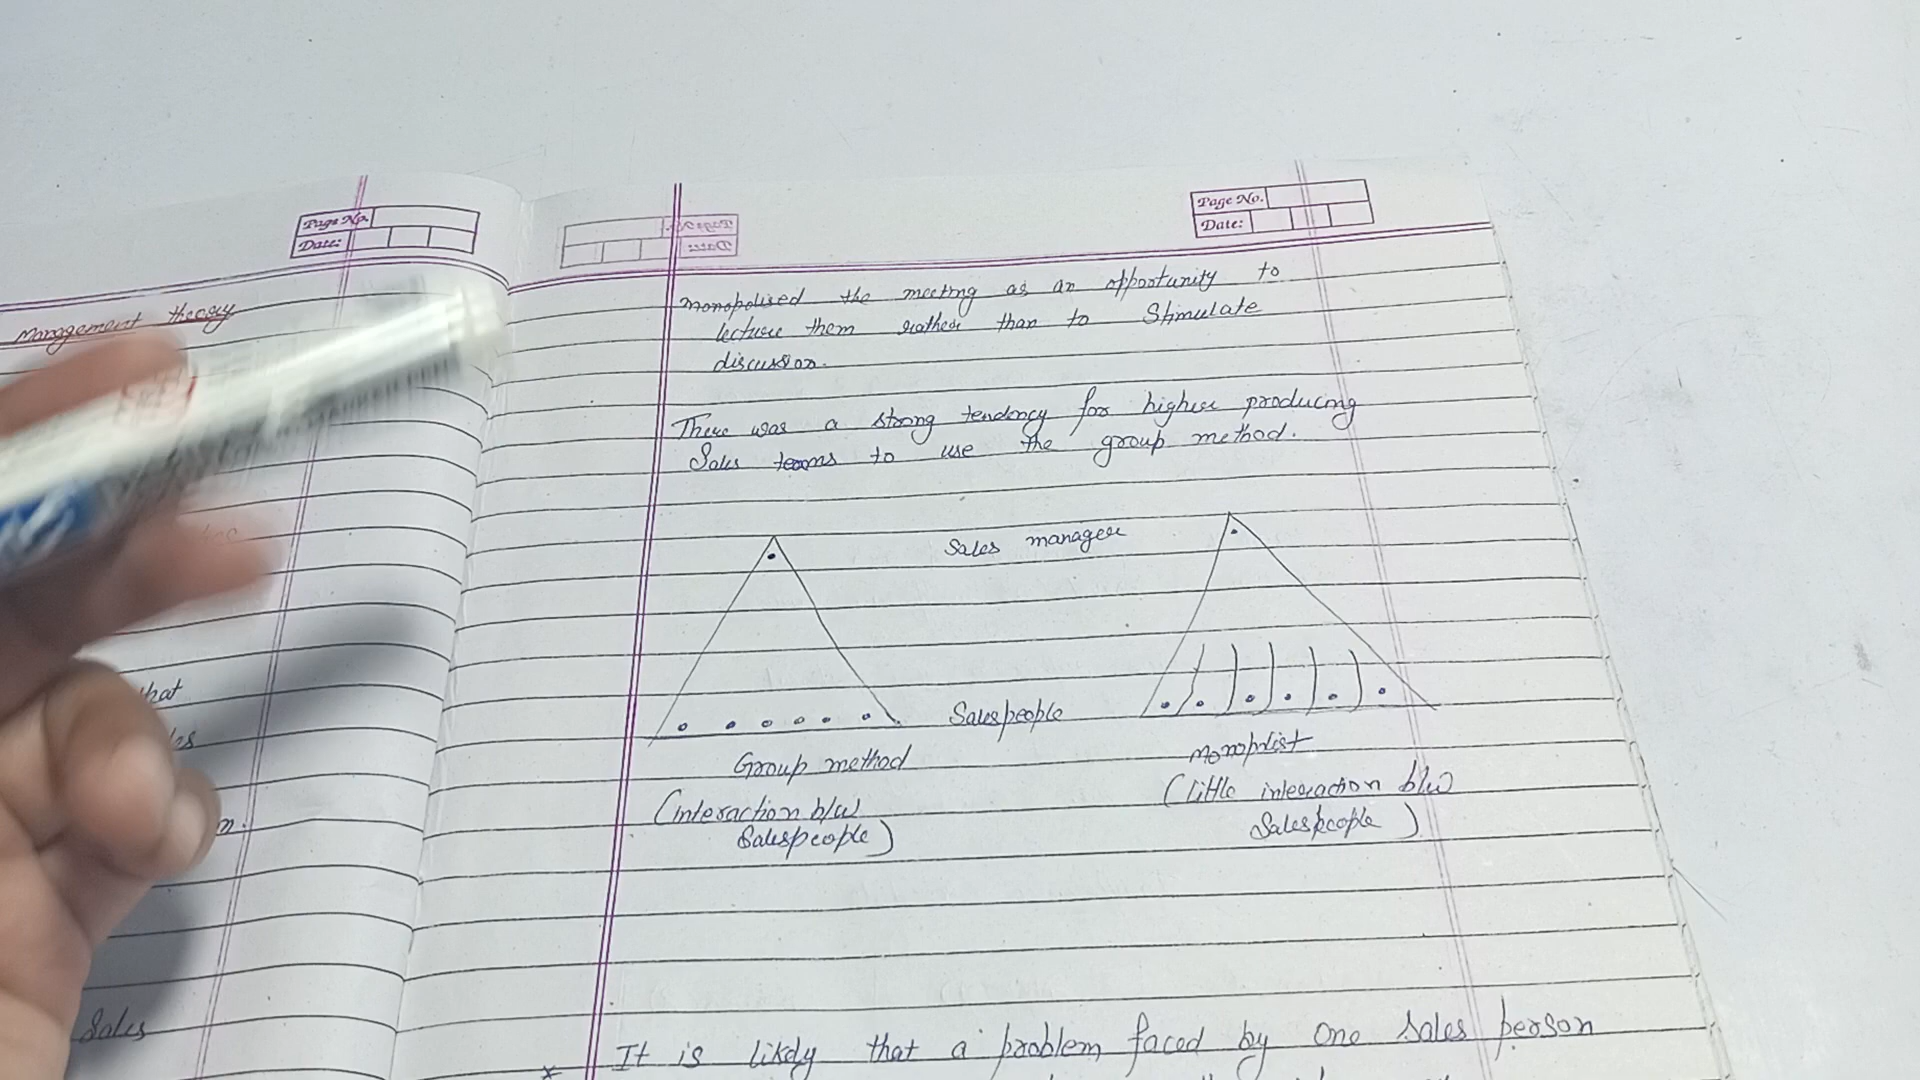 Page No.
Date:
Management theory
that
Sales
Page No.
Date:
monopolised the meeting as an opportunity to
lecture them rather than to Stimulate
discussion.
There was a strong tendency for higher producing
Sales teams to use the group method.
Sales manager
Salespeople
Group method
(interaction b/w
Salespeople)
monoplist
(little interaction b/w
Salespeople)
* It is likely that a problem faced by one sales person